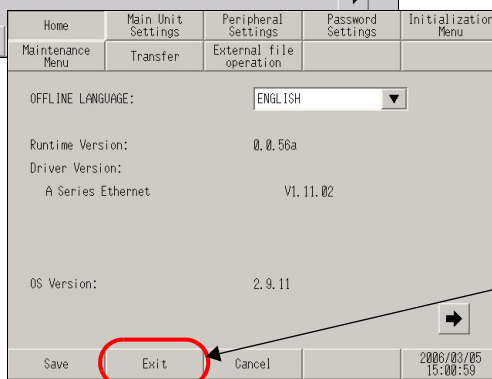 Home
Main Unit
Settings
Peripheral
Settings
Password
Settings
Initialization
Menu
Maintenance
Menu
Transfer
External file
operation
OFFLINE LANGUAGE:
ENGLISH
Runtime Version:
0.0.56a
Driver Version:
A Series Ethernet
V1.11.02
OS Version:
2.9.11
Save
Exit
Cancel
2006/03/05
15:00:59